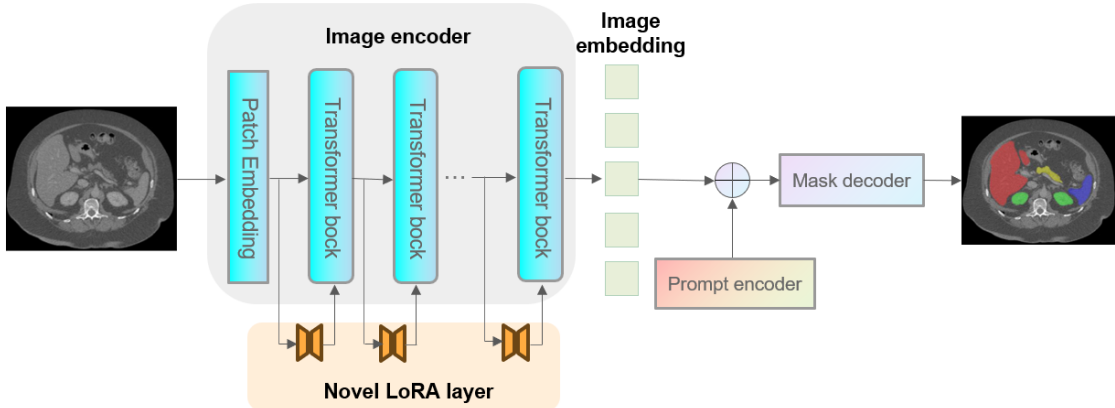 Image encoder
Image
embedding
Patch Embedding
Transformer bock
Transformer bock
...
Transformer bock
Mask decoder
Prompt encoder
Novel LoRA layer